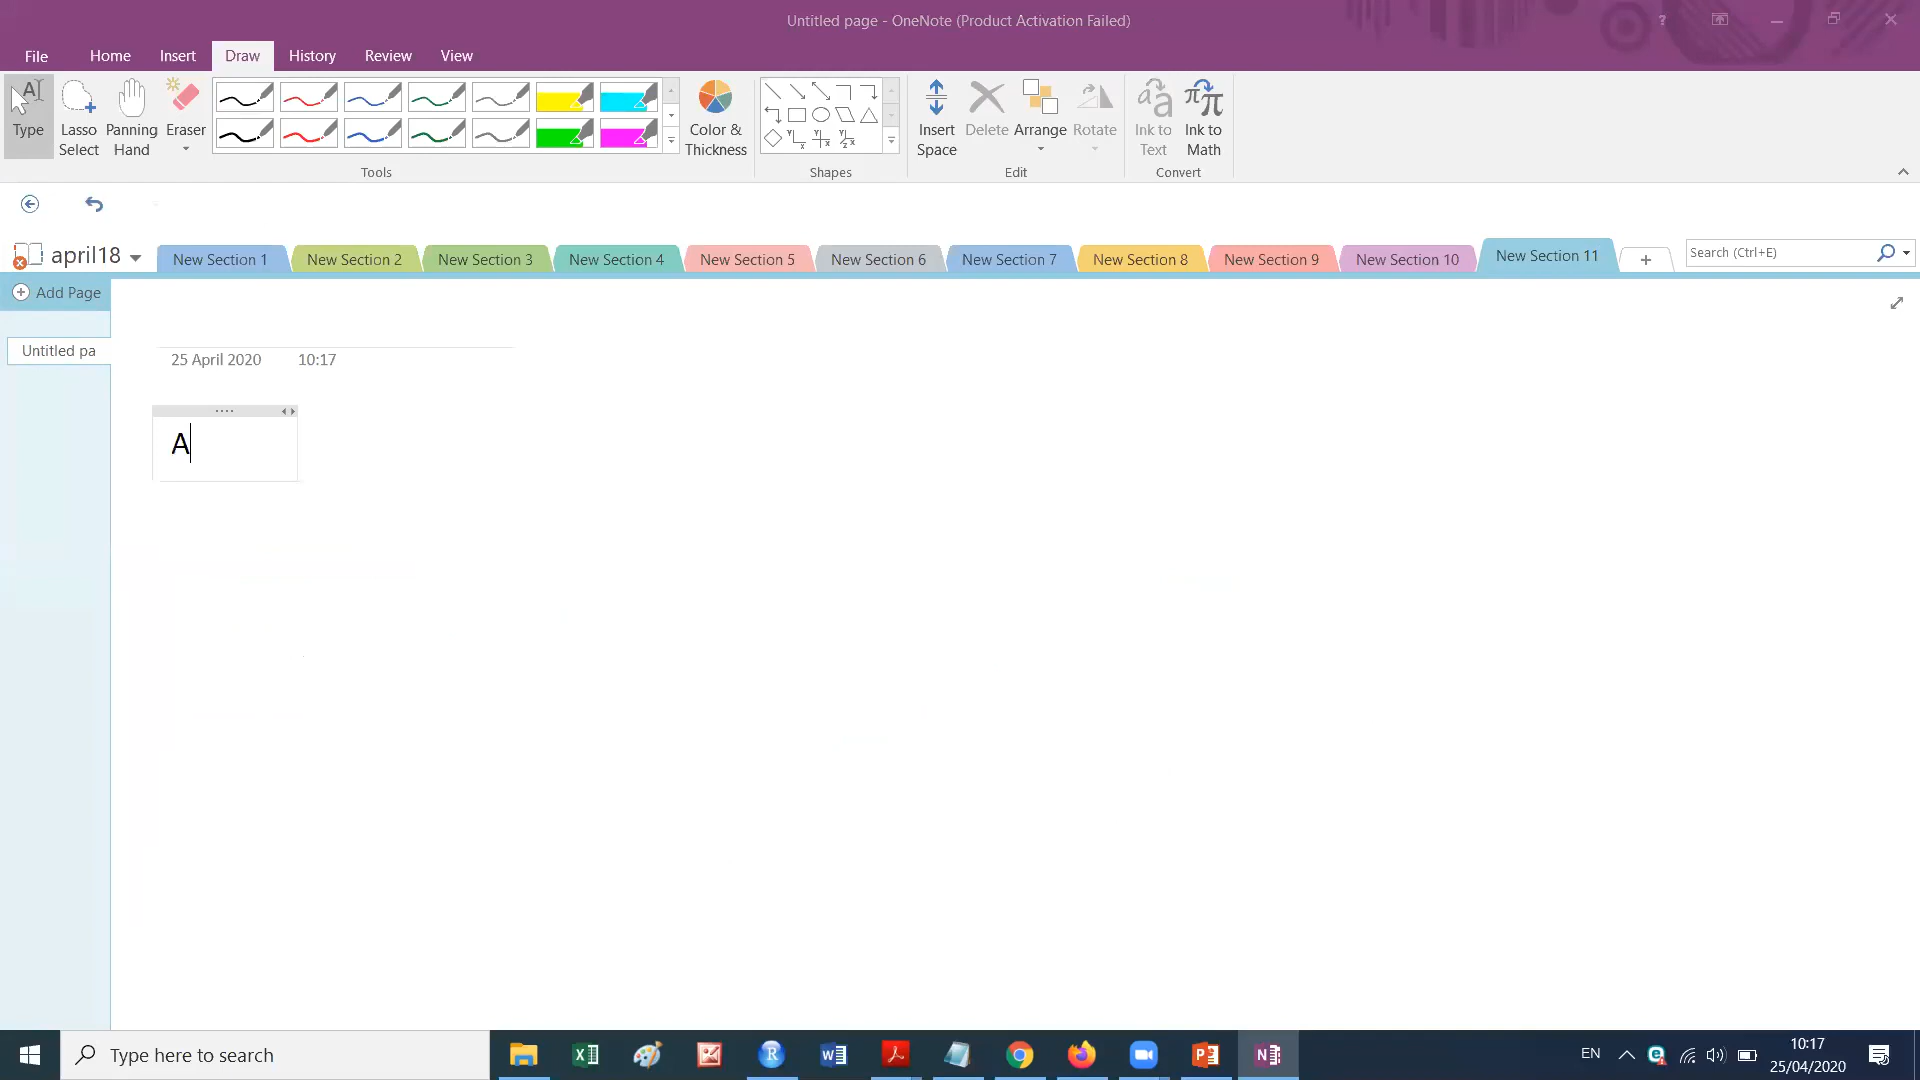 Untitled page - OneNote (Product Activation Failed)
File Home Insert Draw History Review View
Type
Lasso Select
Panning Hand
Eraser
Color & Thickness
Insert Space
Delete
Arrange
Rotate
Ink to Text
Ink to Math
Tools
Shapes
Edit
Convert
april18
New Section 1 New Section 2 New Section 3 New Section 4 New Section 5 New Section 6 New Section 7 New Section 8 New Section 9 New Section 10 New Section 11
Search (Ctrl+E)
Add Page
Untitled pa
25 April 2020 10:17
A
Type here to search
EN
10:17
25/04/2020